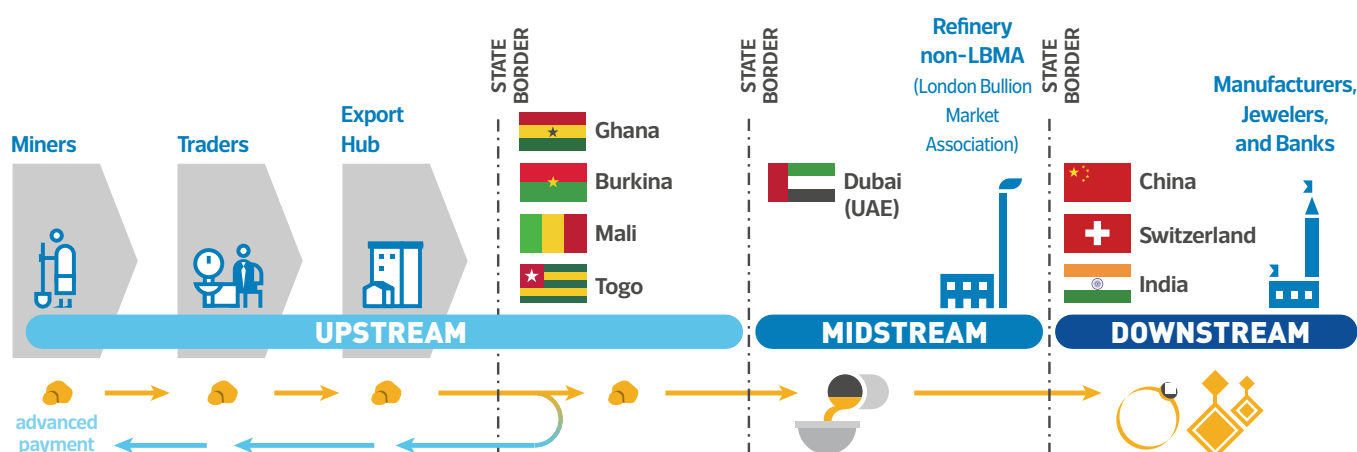 Miners
Traders
Export
Hub
STATE
BORDER
Ghana
Burkina
Mali
Togo
STATE
BORDER
Dubai
(UAE)
Refinery
non-LBMA
(London Bullion
Market
Association)
STATE
BORDER
China
Switzerland
India
Manufacturers,
Jewelers,
and Banks
UPSTREAM
MIDSTREAM
DOWNSTREAM
advanced
payment